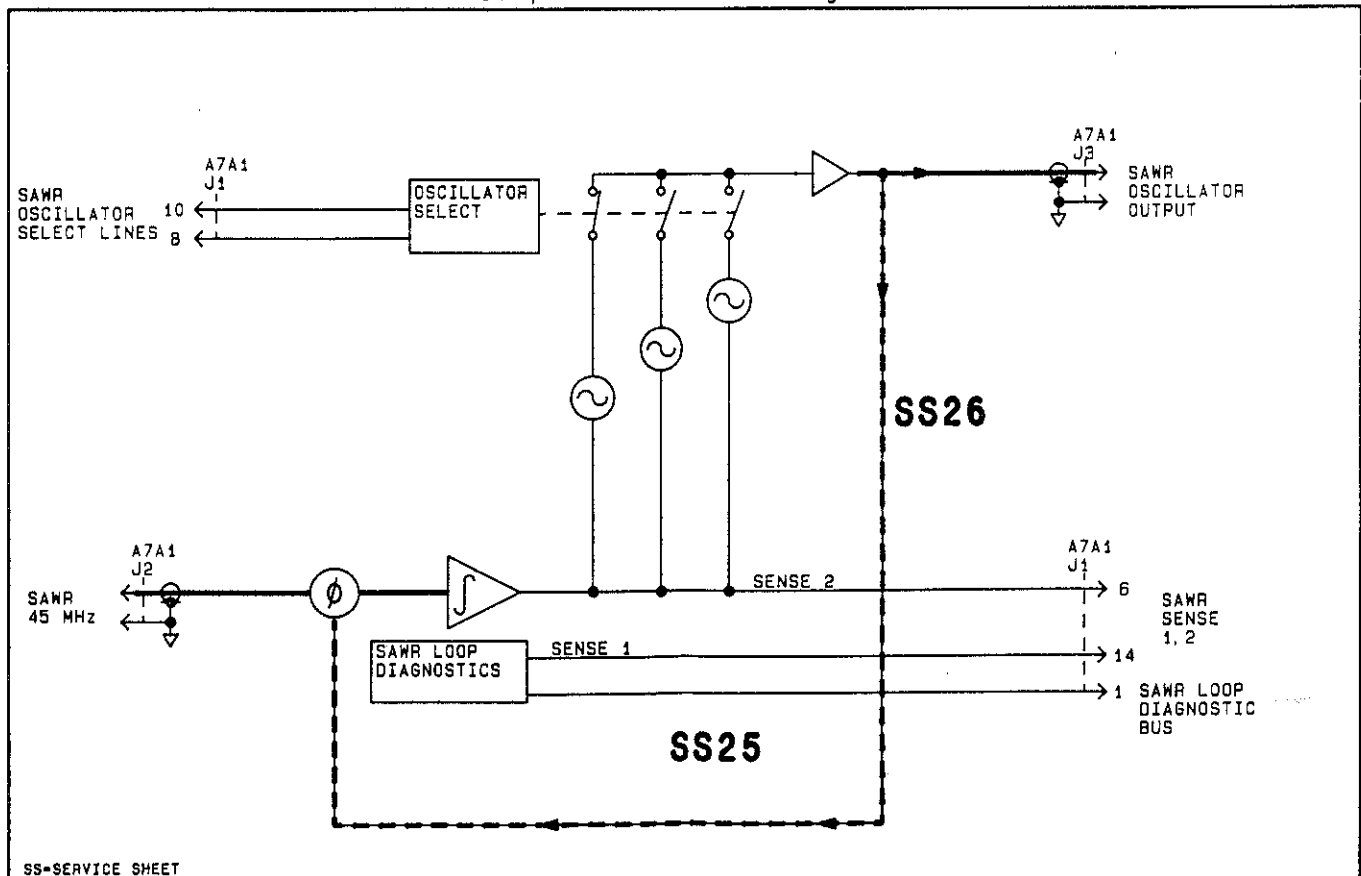 A7A1
J1
SAWR
OSCILLATOR
SELECT LINES
10
8
OSCILLATOR
SELECT
A7A1
J3
SAWR
OSCILLATOR
OUTPUT
SS26
A7A1
J2
SAWR
45 MHz
ϕ
∫
SENSE 2
A7A1
J1
6
SAWR
SENSE
1, 2
SAWR LOOP
DIAGNOSTICS
SENSE 1
14
1
SAWR LOOP
DIAGNOSTIC
BUS
SS25
SS=SERVICE SHEET